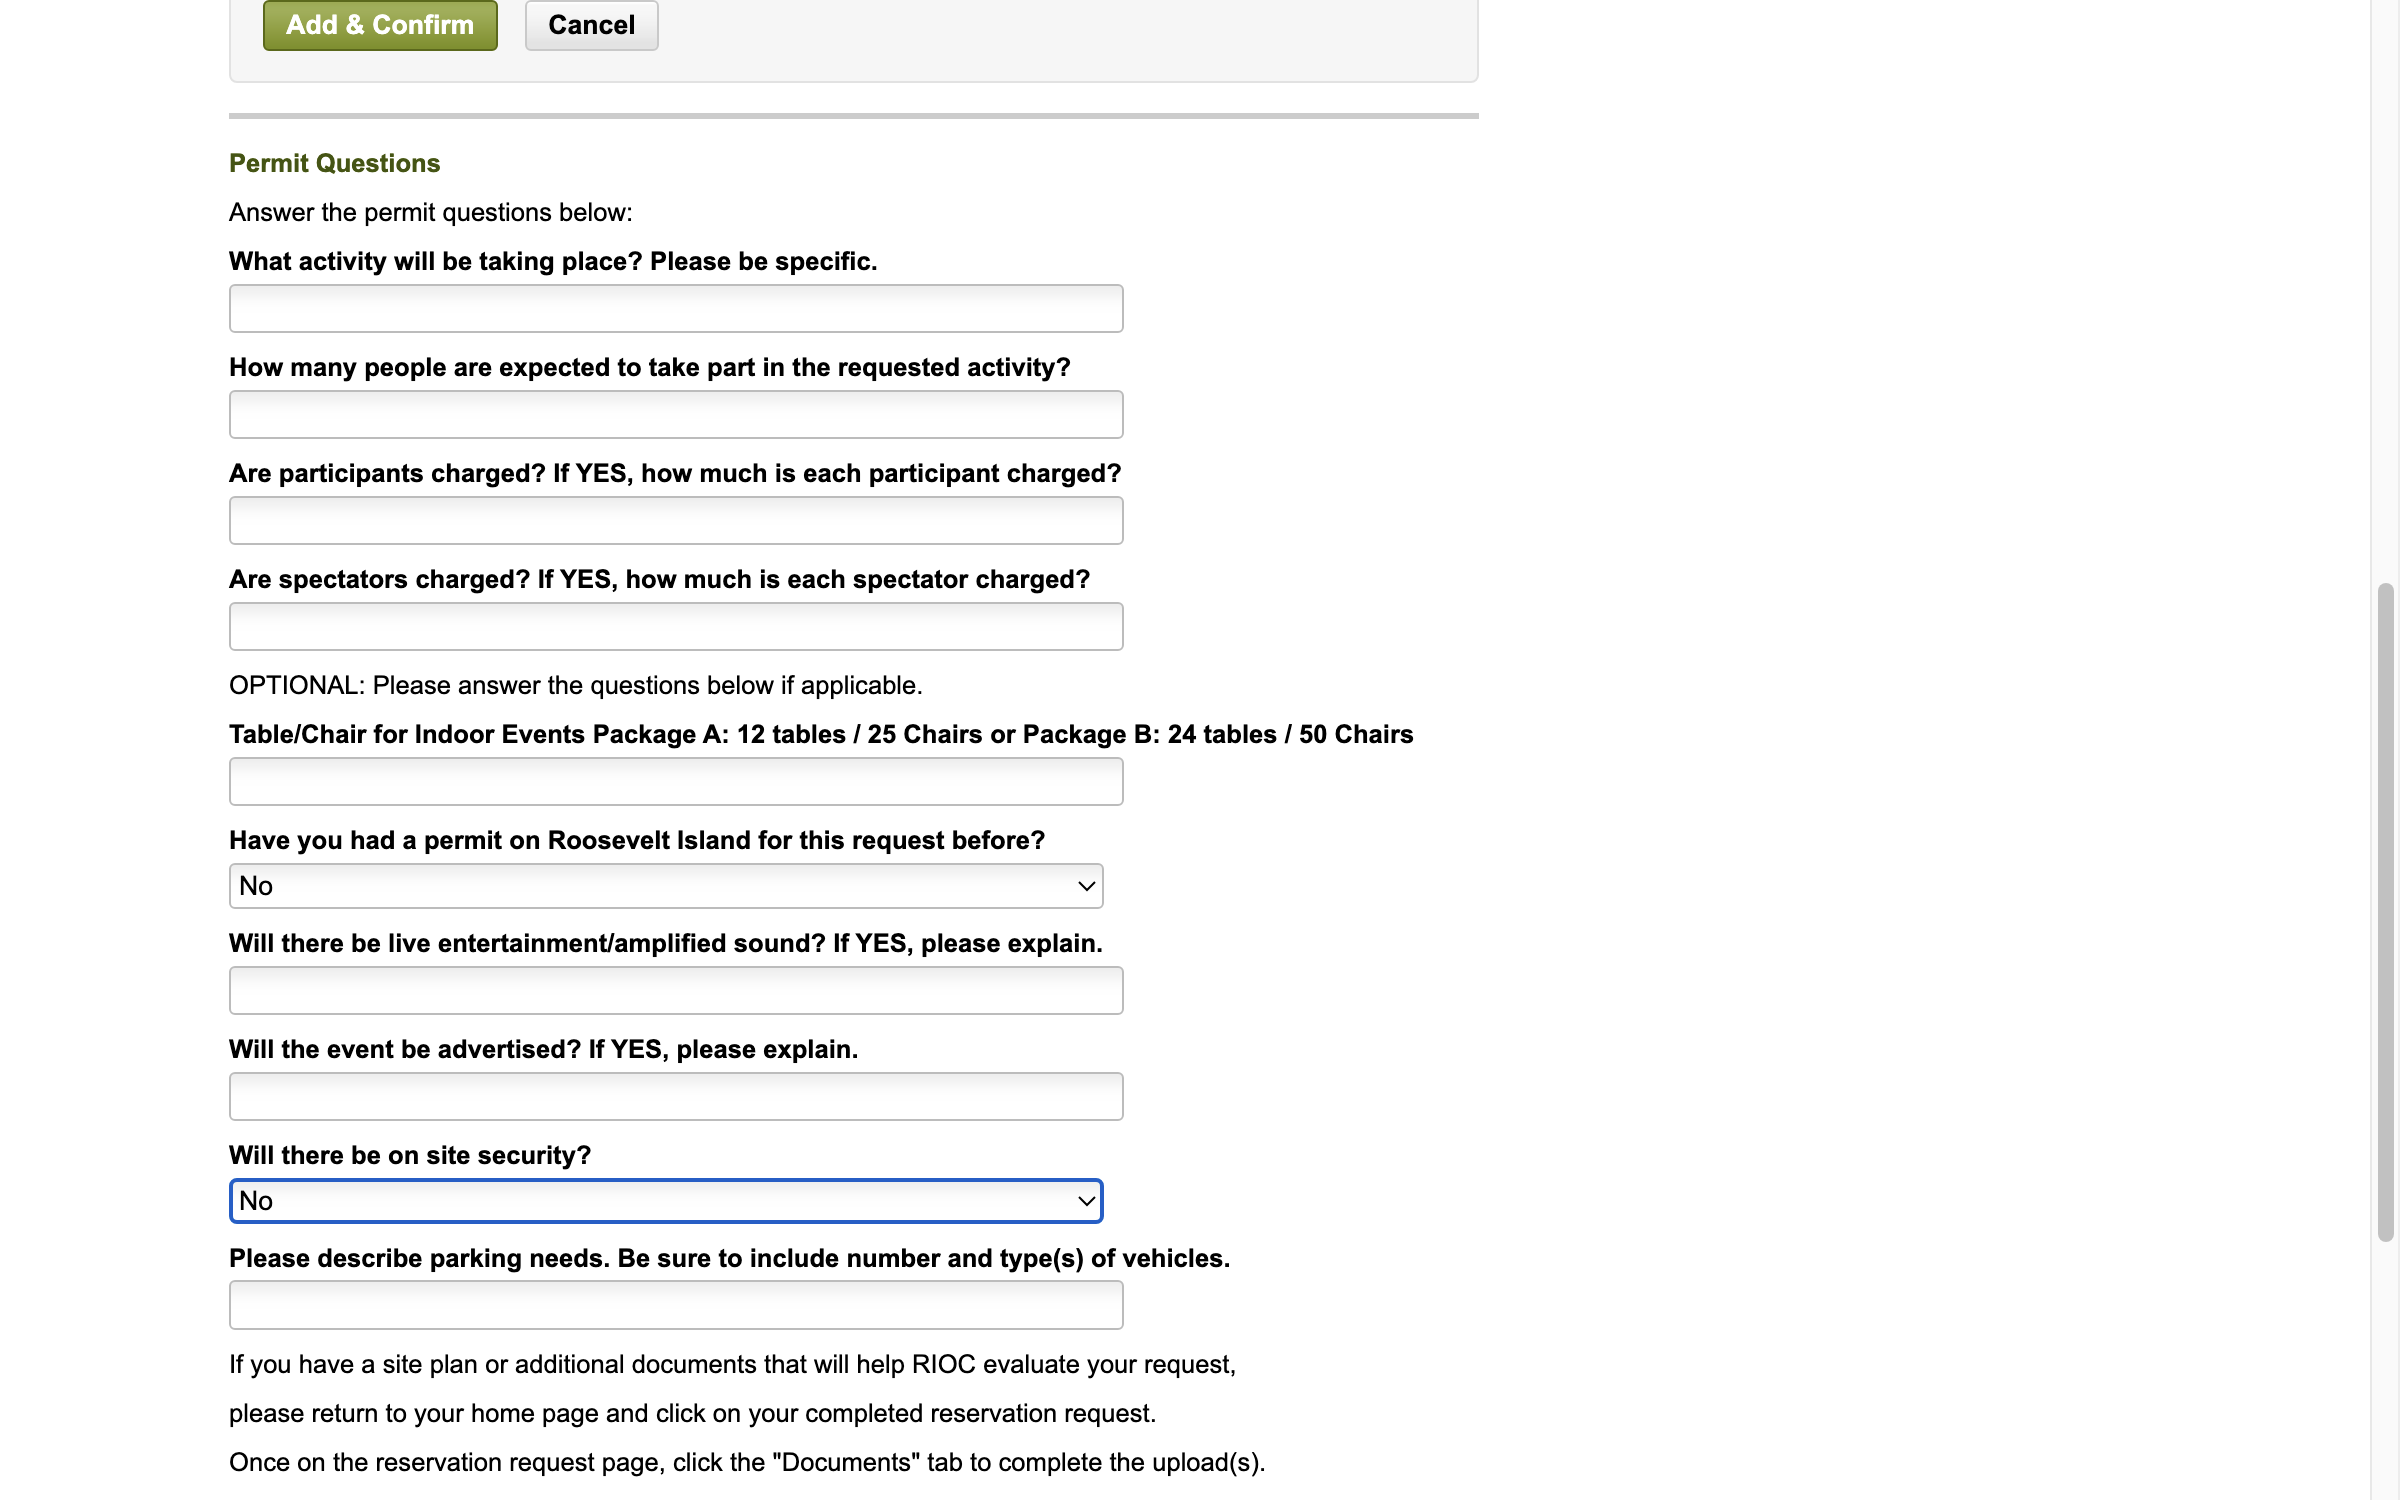 Add & Confirm
Cancel
Permit Questions
Answer the permit questions below:
What activity will be taking place? Please be specific.
How many people are expected to take part in the requested activity?
Are participants charged? If YES, how much is each participant charged?
Are spectators charged? If YES, how much is each spectator charged?
OPTIONAL: Please answer the questions below if applicable.
Table/Chair for Indoor Events Package A: 12 tables / 25 Chairs or Package B: 24 tables / 50 Chairs
Have you had a permit on Roosevelt Island for this request before?
No
Will there be live entertainment/amplified sound? If YES, please explain.
Will the event be advertised? If YES, please explain.
Will there be on site security?
No
Please describe parking needs. Be sure to include number and type(s) of vehicles.
If you have a site plan or additional documents that will help RIOC evaluate your request,
please return to your home page and click on your completed reservation request.
Once on the reservation request page, click the "Documents" tab to complete the upload(s).